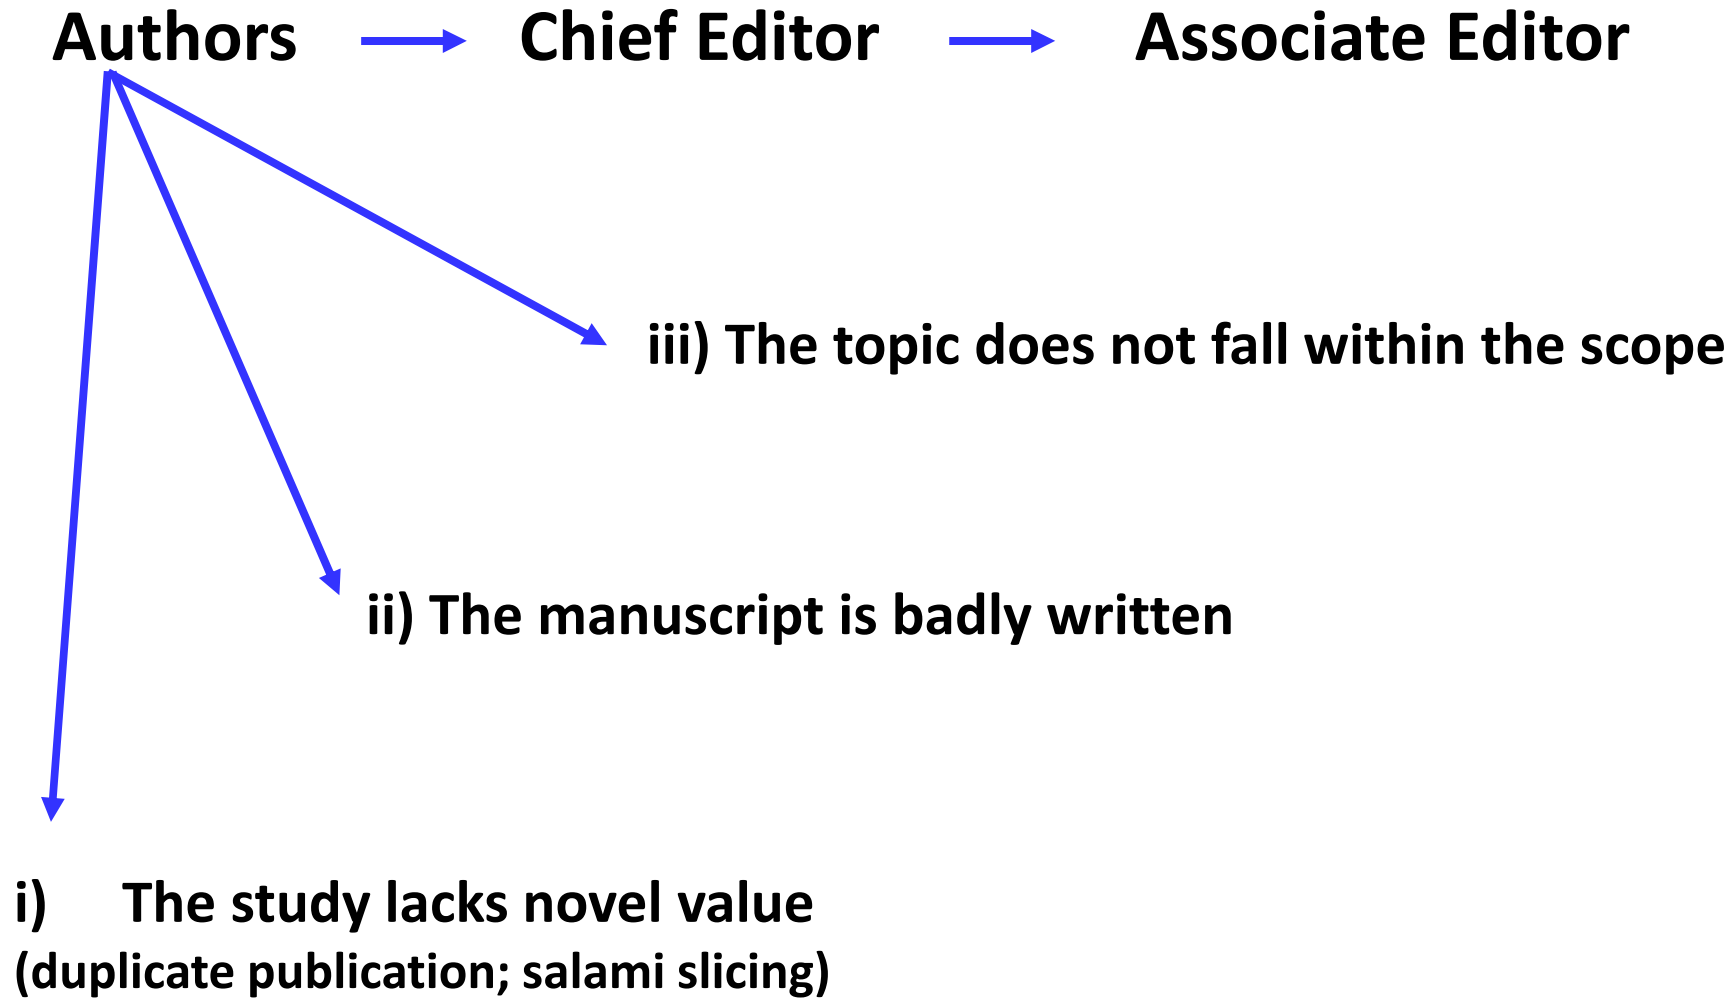 Authors Chief Editor Associate Editor
iii) The topic does not fall within the scope
ii) The manuscript is badly written
i) The study lacks novel value
(duplicate publication; salami slicing)